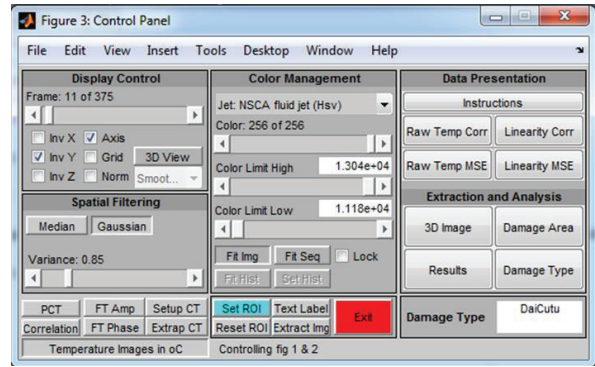 Figure 3: Control Panel
File Edit View Insert Tools Desktop Window Help
Display Control
Frame: 11 of 375
Inv X Axis
Inv Y Grid 3D View
Inv Z Norm Smoot...
Spatial Filtering
Median Gaussian
Variance: 0.85
PCT FT Amp Setup CT
Correlation FT Phase Extrap CT
Temperature Images in oC
Color Management
Jet: NSCA fluid jet (Hsv)
Color: 256 of 256
Color Limit High 1.304e+04
Color Limit Low 1.118e+04
Fit Img Fit Seq Lock
Fit Hist Set Hist
Set ROI Text Label Exit
Reset ROI Extract Img
Controlling fig 1 & 2
Data Presentation
Instructions
Raw Temp Corr Linearity Corr
Raw Temp MSE Linearity MSE
Extraction and Analysis
3D Image Damage Area
Results Damage Type
Damage Type DaiCutu